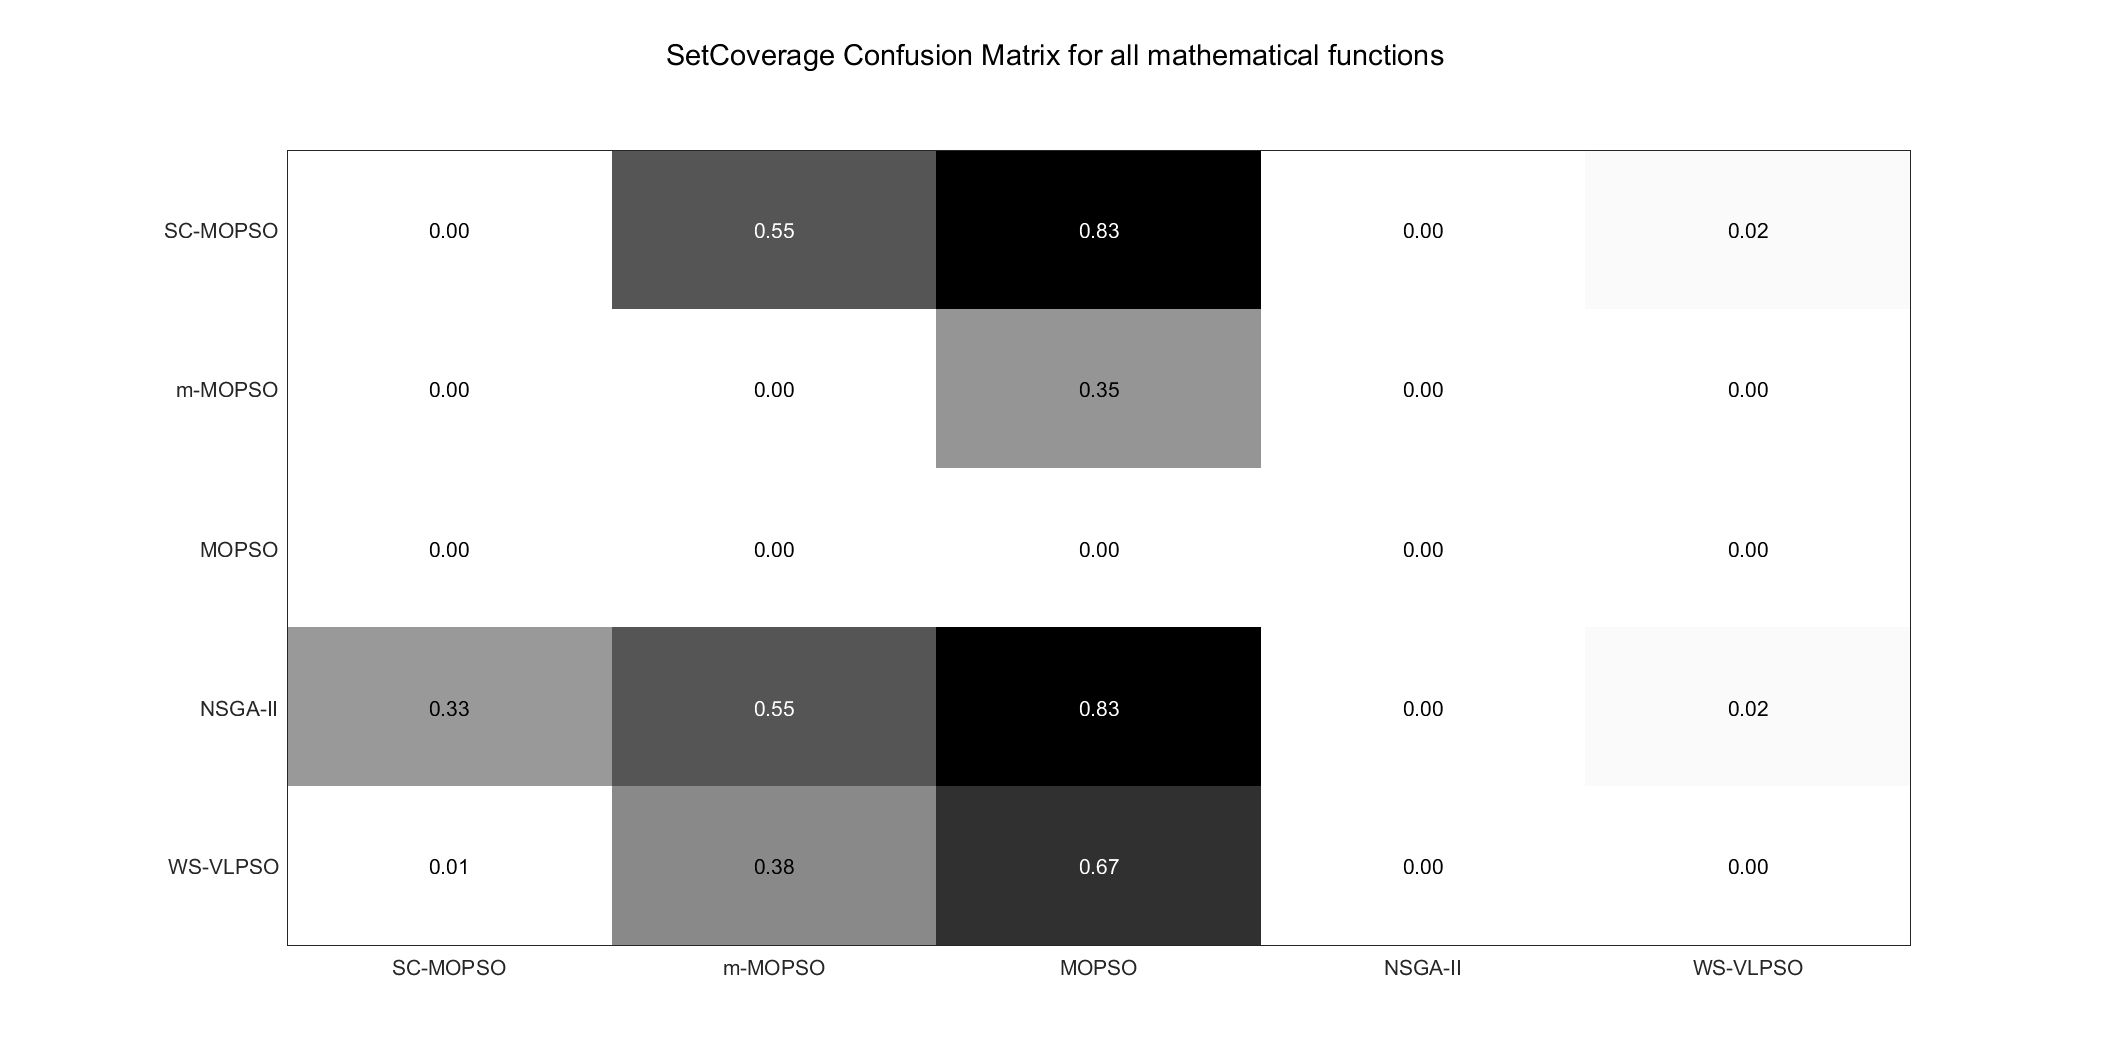 SetCoverage Confusion Matrix for all mathematical functions
SC-MOPSO 0.00 0.55 0.83 0.00 0.02
m-MOPSO 0.00 0.00 0.35 0.00 0.00
MOPSO 0.00 0.00 0.00 0.00 0.00
NSGA-II 0.33 0.55 0.83 0.00 0.02
WS-VLPSO 0.01 0.38 0.67 0.00 0.00
SC-MOPSO m-MOPSO MOPSO NSGA-II WS-VLPSO